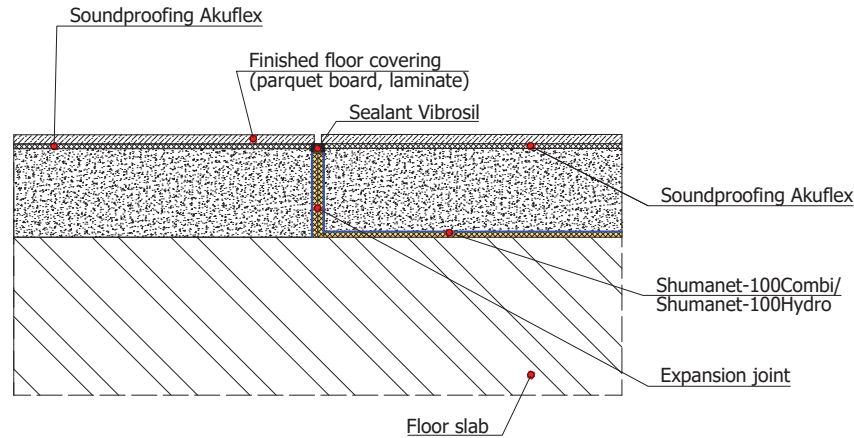 Soundproofing Akuflex
Finished floor covering
(parquet board, laminate)
Sealant Vibrosil
Soundproofing Akuflex
Shumanet-100Combi/
Shumanet-100Hydro
Expansion joint
Floor slab